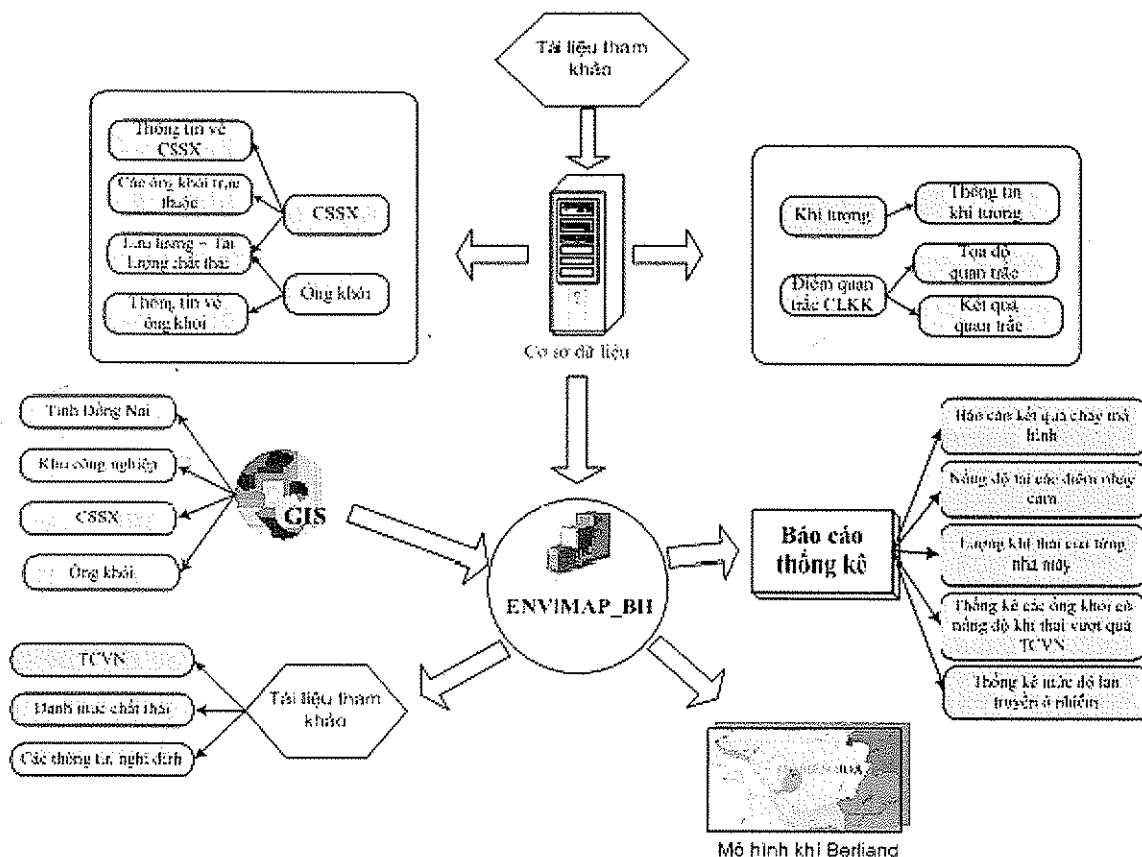 Tài liệu tham
khảo
Thông tin về
CSSX
Các ống khói trực
thuộc
Lưu lượng – Tải
lượng chất thải
Thông tin về
ống khói
CSSX
Ống khói
Cơ sở dữ liệu
Khí tượng
Thông tin
khí tượng
Điểm quan
trắc CLKK
Tọa độ
quan trắc
Kết quả
quan trắc
Tỉnh Đồng Nai
Khu công nghiệp
CSSX
Ống khói
GIS
ENVIMAP_BH
Báo cáo
thống kê
Báo cáo kết quả chạy mô
hình
Nồng độ tại các điểm nhạy
cảm
Lượng khí thải của từng
nhà máy
Thống kê các ống khói có
nồng độ khí thải vượt quá
TCVN
Thống kê mức độ lan
truyền ô nhiễm
TCVN
Danh mục chất thải
Các thông tin, nghị định
Tài liệu tham
khảo
Mô hình khí Berliand